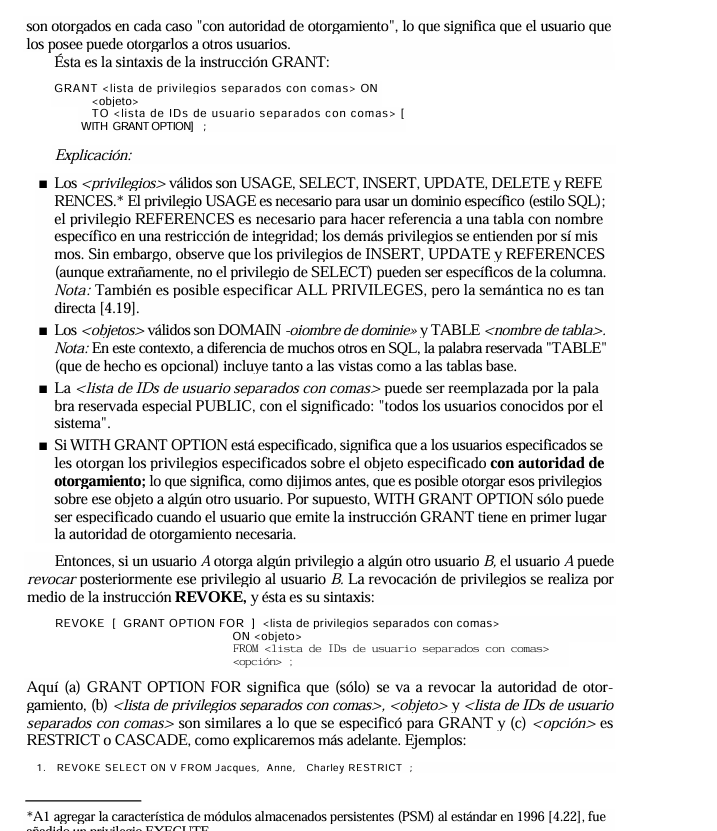 son otorgados en cada caso "con autoridad de otorgamiento", lo que significa que el usuario que
los posee puede otorgarlos a otros usuarios.
Ésta es la sintaxis de la instrucción GRANT:
GRANT <lista de privilegios separados con comas> ON
<objeto>
TO <lista de IDs de usuario separados con comas> [
WITH GRANT OPTION] ;
Explicación:
■ Los <privilegios> válidos son USAGE, SELECT, INSERT, UPDATE, DELETE y REFE
RENCES.* El privilegio USAGE es necesario para usar un dominio específico (estilo SQL);
el privilegio REFERENCES es necesario para hacer referencia a una tabla con nombre
específico en una restricción de integridad; los demás privilegios se entienden por sí mis
mos. Sin embargo, observe que los privilegios de INSERT, UPDATE y REFERENCES
(aunque extrañamente, no el privilegio de SELECT) pueden ser específicos de la columna.
Nota: También es posible especificar ALL PRIVILEGES, pero la semántica no es tan
directa [4.19].
■ Los <objetos> válidos son DOMAIN -oiombre de dominie» y TABLE <nombre de tabla>.
Nota: En este contexto, a diferencia de muchos otros en SQL, la palabra reservada "TABLE"
(que de hecho es opcional) incluye tanto a las vistas como a las tablas base.
■ La <lista de IDs de usuario separados con comas> puede ser reemplazada por la pala
bra reservada especial PUBLIC, con el significado: "todos los usuarios conocidos por el
sistema".
■ Si WITH GRANT OPTION está especificado, significa que a los usuarios especificados se
les otorgan los privilegios especificados sobre el objeto especificado con autoridad de
otorgamiento; lo que significa, como dijimos antes, que es posible otorgar esos privilegios
sobre ese objeto a algún otro usuario. Por supuesto, WITH GRANT OPTION sólo puede
ser especificado cuando el usuario que emite la instrucción GRANT tiene en primer lugar
la autoridad de otorgamiento necesaria.
Entonces, si un usuario A otorga algún privilegio a algún otro usuario B, el usuario A puede
revocar posteriormente ese privilegio al usuario B. La revocación de privilegios se realiza por
medio de la instrucción REVOKE, y ésta es su sintaxis:
REVOKE [ GRANT OPTION FOR ] <lista de privilegios separados con comas>
ON <objeto>
FROM <lista de IDs de usuario separados con comas>
<opción> ;
Aquí (a) GRANT OPTION FOR significa que (sólo) se va a revocar la autoridad de otor-
gamiento, (b) <lista de privilegios separados con comas>, <objeto> y <lista de IDs de usuario
separados con comas> son similares a lo que se especificó para GRANT y (c) <opción> es
RESTRICT o CASCADE, como explicaremos más adelante. Ejemplos:
1. REVOKE SELECT ON V FROM Jacques, Anne, Charley RESTRICT ;
*A1 agregar la característica de módulos almacenados persistentes (PSM) al estándar en 1996 [4.22], fue
añadido un privilegio EXECUTE